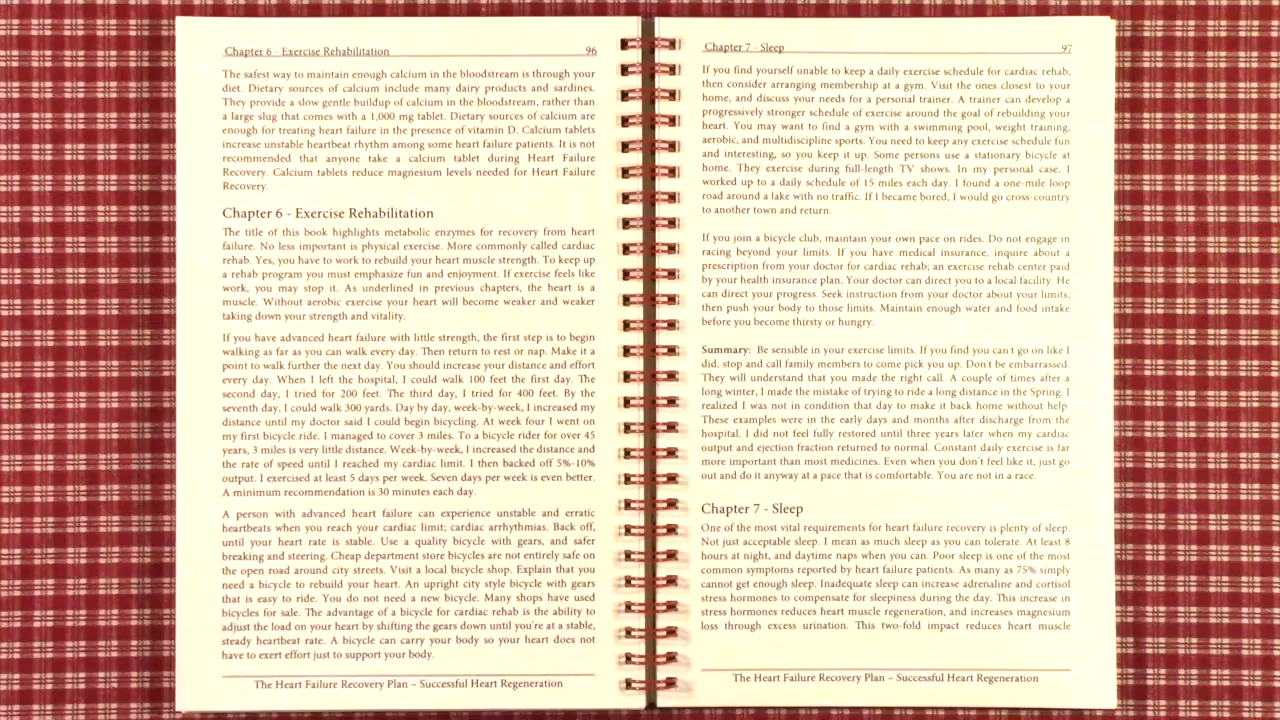 Chapter 6 - Exercise Rehabilitation 96
The safest way to maintain enough calcium in the bloodstream is through your
diet. Dietary sources of calcium include many dairy products and sardines.
They provide a slow gentle buildup of calcium in the bloodstream, rather than
a large slug that comes with a 1,000 mg tablet. Dietary sources of calcium are
enough for treating heart failure in the presence of vitamin D. Calcium tablets
increase unstable heartbeat rhythm among some heart failure patients. It is not
recommended that anyone take a calcium tablet during Heart Failure
Recovery. Calcium tablets reduce magnesium levels needed for Heart Failure
Recovery.
Chapter 6 - Exercise Rehabilitation
The title of this book highlights metabolic enzymes for recovery from heart
failure. No less important is physical exercise. More commonly called cardiac
rehab. Yes, you have to work to rebuild your heart muscle strength. To keep up
a rehab program you must emphasize fun and enjoyment. If exercise feels like
work, you may stop it. As underlined in previous chapters, the heart is a
muscle. Without aerobic exercise your heart will become weaker and weaker
taking down your strength and vitality.
If you have advanced heart failure with little strength, the first step is to begin
walking as far as you can walk every day. Then return to rest or nap. Make it a
point to walk further the next day. You should increase your distance and effort
every day. When I left the hospital, I could walk 100 feet the first day. The
second day, I tried for 200 feet. The third day, I tried for 400 feet. By the
seventh day, I could walk 300 yards. Day by day, week-by-week, I increased my
distance until my doctor said I could begin bicycling. At week four I went on
my first bicycle ride. I managed to cover 3 miles. To a bicycle rider for over 45
years, 3 miles is very little distance. Week-by-week, I increased the distance and
the rate of speed until I reached my cardiac limit. I then backed off 5%-10%
output. I exercised at least 5 days per week. Seven days per week is even better.
A minimum recommendation is 30 minutes each day.
A person with advanced heart failure can experience unstable and erratic
heartbeats when you reach your cardiac limit; cardiac arrhythmias. Back off,
until your heart rate is stable. Use a quality bicycle with gears, and safer
breaking and steering. Cheap department store bicycles are not entirely safe on
the open road around city streets. Visit a local bicycle shop. Explain that you
need a bicycle to rebuild your heart. An upright city style bicycle with gears
that is easy to ride. You do not need a new bicycle. Many shops have used
bicycles for sale. The advantage of a bicycle for cardiac rehab is the ability to
adjust the load on your heart by shifting the gears down until you're at a stable,
steady heartbeat rate. A bicycle can carry your body so your heart does not
have to exert effort just to support your body.
The Heart Failure Recovery Plan – Successful Heart Regeneration
Chapter 7 - Sleep 97
If you find yourself unable to keep a daily exercise schedule for cardiac rehab,
then consider arranging membership at a gym. Visit the ones closest to your
home, and discuss your needs for a personal trainer. A trainer can develop a
progressively stronger schedule of exercise around the goal of rebuilding your
heart. You may want to find a gym with a swimming pool, weight training,
aerobic, and multidiscipline sports. You need to keep any exercise schedule fun
and interesting, so you keep it up. Some persons use a stationary bicycle at
home. They exercise during full-length TV shows. In my personal case, I
worked up to a daily schedule of 15 miles each day. I found a one-mile loop
road around a lake with no traffic. If I became bored, I would go cross-country
to another town and return.
If you join a bicycle club, maintain your own pace on rides. Do not engage in
racing beyond your limits. If you have medical insurance, inquire about a
prescription from your doctor for cardiac rehab; an exercise rehab center paid
by your health insurance plan. Your doctor can direct you to a local facility. He
can direct your progress. Seek instruction from your doctor about your limits,
then push your body to those limits. Maintain enough water and food intake
before you become thirsty or hungry.
Summary: Be sensible in your exercise limits. If you find you can't go on like I
did, stop and call family members to come pick you up. Don't be embarrassed.
They will understand that you made the right call. A couple of times after a
long winter, I made the mistake of trying to ride a long distance in the Spring. I
realized I was not in condition that day to make it back home without help.
These examples were in the early days and months after discharge from the
hospital. I did not feel fully restored until three years later when my cardiac
output and ejection fraction returned to normal. Constant daily exercise is far
more important than most medicines. Even when you don't feel like it, just go
out and do it anyway at a pace that is comfortable. You are not in a race.
Chapter 7 - Sleep
One of the most vital requirements for heart failure recovery is plenty of sleep.
Not just acceptable sleep. I mean as much sleep as you can tolerate. At least 8
hours at night, and daytime naps when you can. Poor sleep is one of the most
common symptoms reported by heart failure patients. As many as 75% simply
cannot get enough sleep. Inadequate sleep can increase adrenaline and cortisol
stress hormones to compensate for sleepiness during the day. This increase in
stress hormones reduces heart muscle regeneration, and increases magnesium
loss through excess urination. This two-fold impact reduces heart muscle
The Heart Failure Recovery Plan – Successful Heart Regeneration